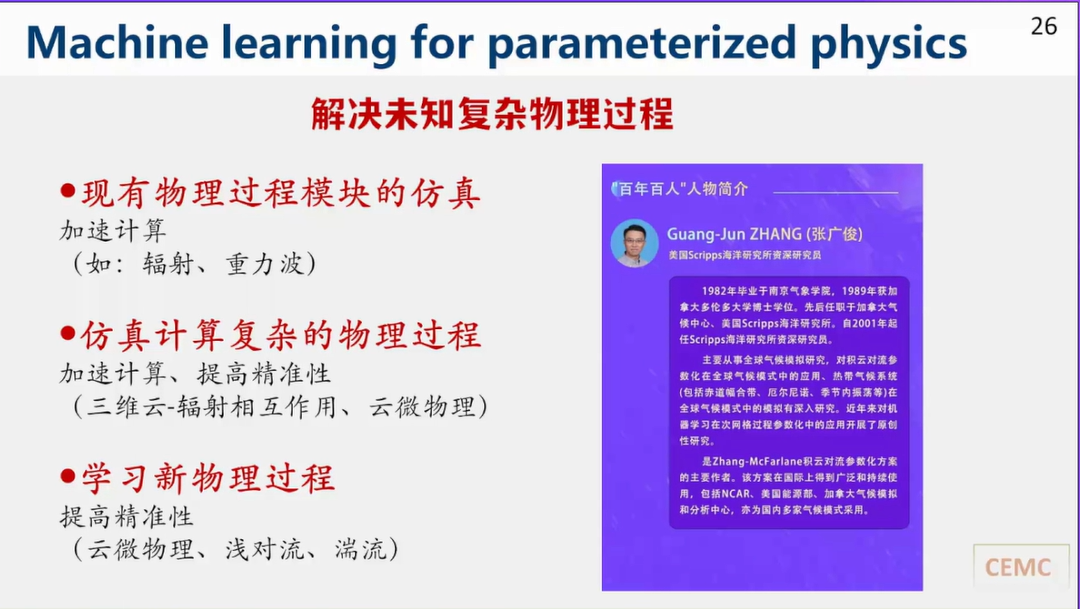 26
Machine learning for parameterized physics
解决未知复杂物理过程
•现有物理过程模块的仿真
加速计算
（如：辐射、重力波）
•仿真计算复杂的物理过程
加速计算、提高精准性
（三维云-辐射相互作用、云微物理）
•学习新物理过程
提高精准性
（云微物理、浅对流、湍流）
“百年百人”人物简介
Guang-Jun ZHANG (张广俊)
美国Scripps海洋研究所资深研究员
1982年毕业于南京气象学院，1989年获加
拿大多伦多大学博士学位。先后任职于加拿大气
候中心、美国Scripps海洋研究所。自2001年起
任Scripps海洋研究所资深研究员。
主要从事全球气候模拟研究，对积云对流参
数化在全球气候模式中的应用、热带气候系统
(包括赤道幅合带、厄尔尼诺、季节内振荡等)在
全球气候模式中的模拟有深入研究。近年来对机
器学习在次网格过程参数化中的应用开展了原创
性研究。
是Zhang-McFarlane积云对流参数化方案
的主要作者。该方案在国际上得到广泛和持续使
用，包括NCAR、美国能源部、加拿大气候模拟
和分析中心，亦为国内多家气候模式采用。
CEMC